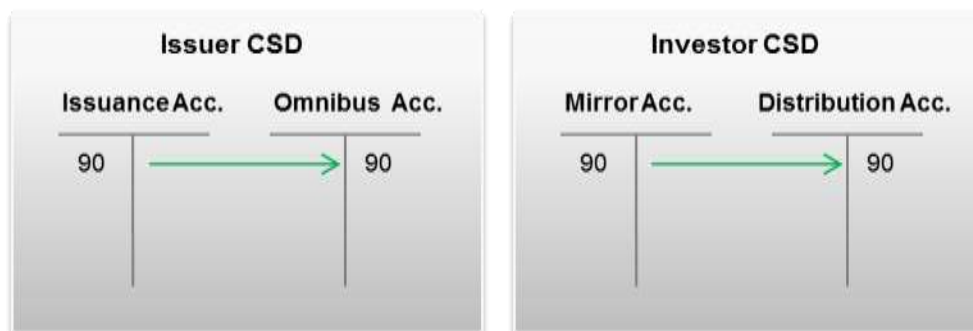 Issuer CSD
Issuance Acc. Omnibus Acc.
90 90
Investor CSD
Mirror Acc. Distribution Acc.
90 90